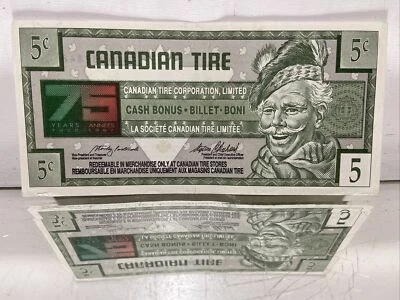 5¢ CANADIAN TIRE 5¢
75
YEARS ANNÉES
CANADIAN TIRE CORPORATION, LIMITED
CASH BONUS • BILLET • BONI
LA SOCIÉTÉ CANADIAN TIRE LIMITÉE
REDEEMABLE IN MERCHANDISE ONLY AT CANADIAN TIRE STORES
REMBOURSABLE EN MARCHANDISE UNIQUEMENT AUX MAGASINS CANADIAN TIRE
5¢ 5